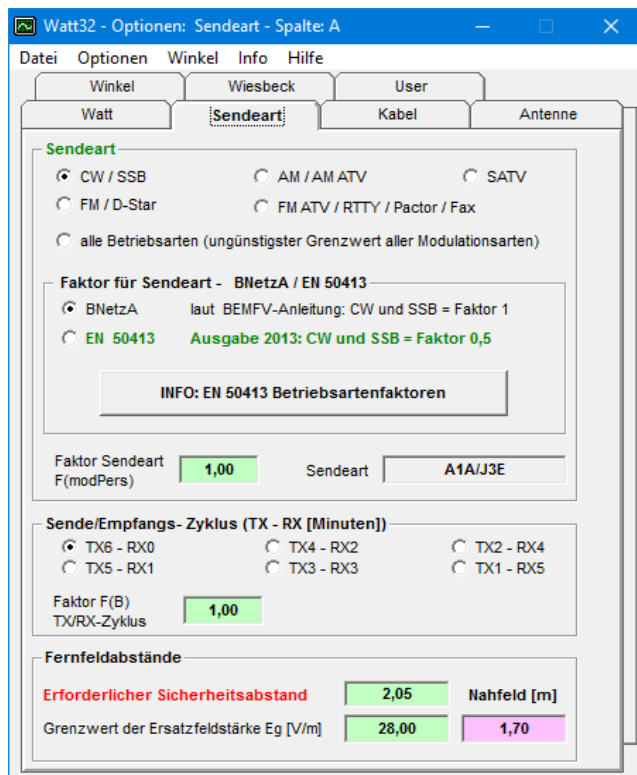 Watt32 - Optionen: Sendeart - Spalte: A
Datei Optionen Winkel Info Hilfe
Winkel Wiesbeck User
Watt Sendeart Kabel Antenne
Sendeart
CW / SSB AM / AM ATV SATV
FM / D-Star FM ATV / RTTY / Pactor / Fax
alle Betriebsarten (ungünstigster Grenzwert aller Modulationsarten)
Faktor für Sendeart - BNetzA / EN 50413
BNetzA laut BEMFV-Anleitung: CW und SSB = Faktor 1
EN 50413 Ausgabe 2013: CW und SSB = Faktor 0,5
INFO: EN 50413 Betriebsartenfaktoren
Faktor Sendeart
F(modPers)
1,00
Sendeart A1A/J3E
Sende/Empfangs- Zyklus (TX - RX [Minuten])
TX6 - RX0 TX4 - RX2 TX2 - RX4
TX5 - RX1 TX3 - RX3 TX1 - RX5
Faktor F(B)
TX/RX-Zyklus
1,00
Fernfeldabstände
Erforderlicher Sicherheitsabstand 2,05 Nahfeld [m]
Grenzwert der Ersatzfeldstärke Eg [V/m] 28,00 1,70